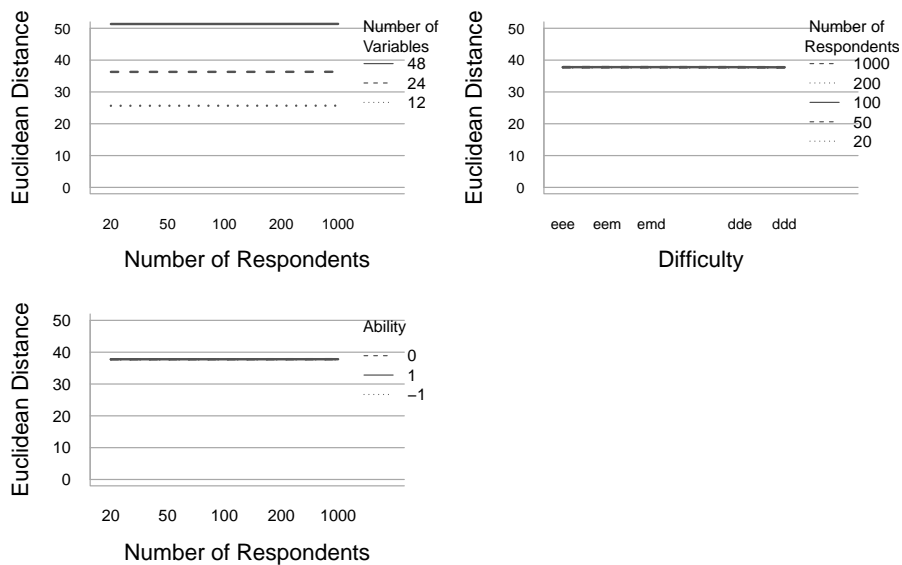 Euclidean Distance
50
40
30
20
10
0
20 50 100 200 1000
Number of Respondents
Number of
Variables
48
24
12
Euclidean Distance
50
40
30
20
10
0
eee eem emd dde ddd
Difficulty
Number of
Respondents
1000
200
100
50
20
Euclidean Distance
50
40
30
20
10
0
20 50 100 200 1000
Number of Respondents
Ability
0
1
−1